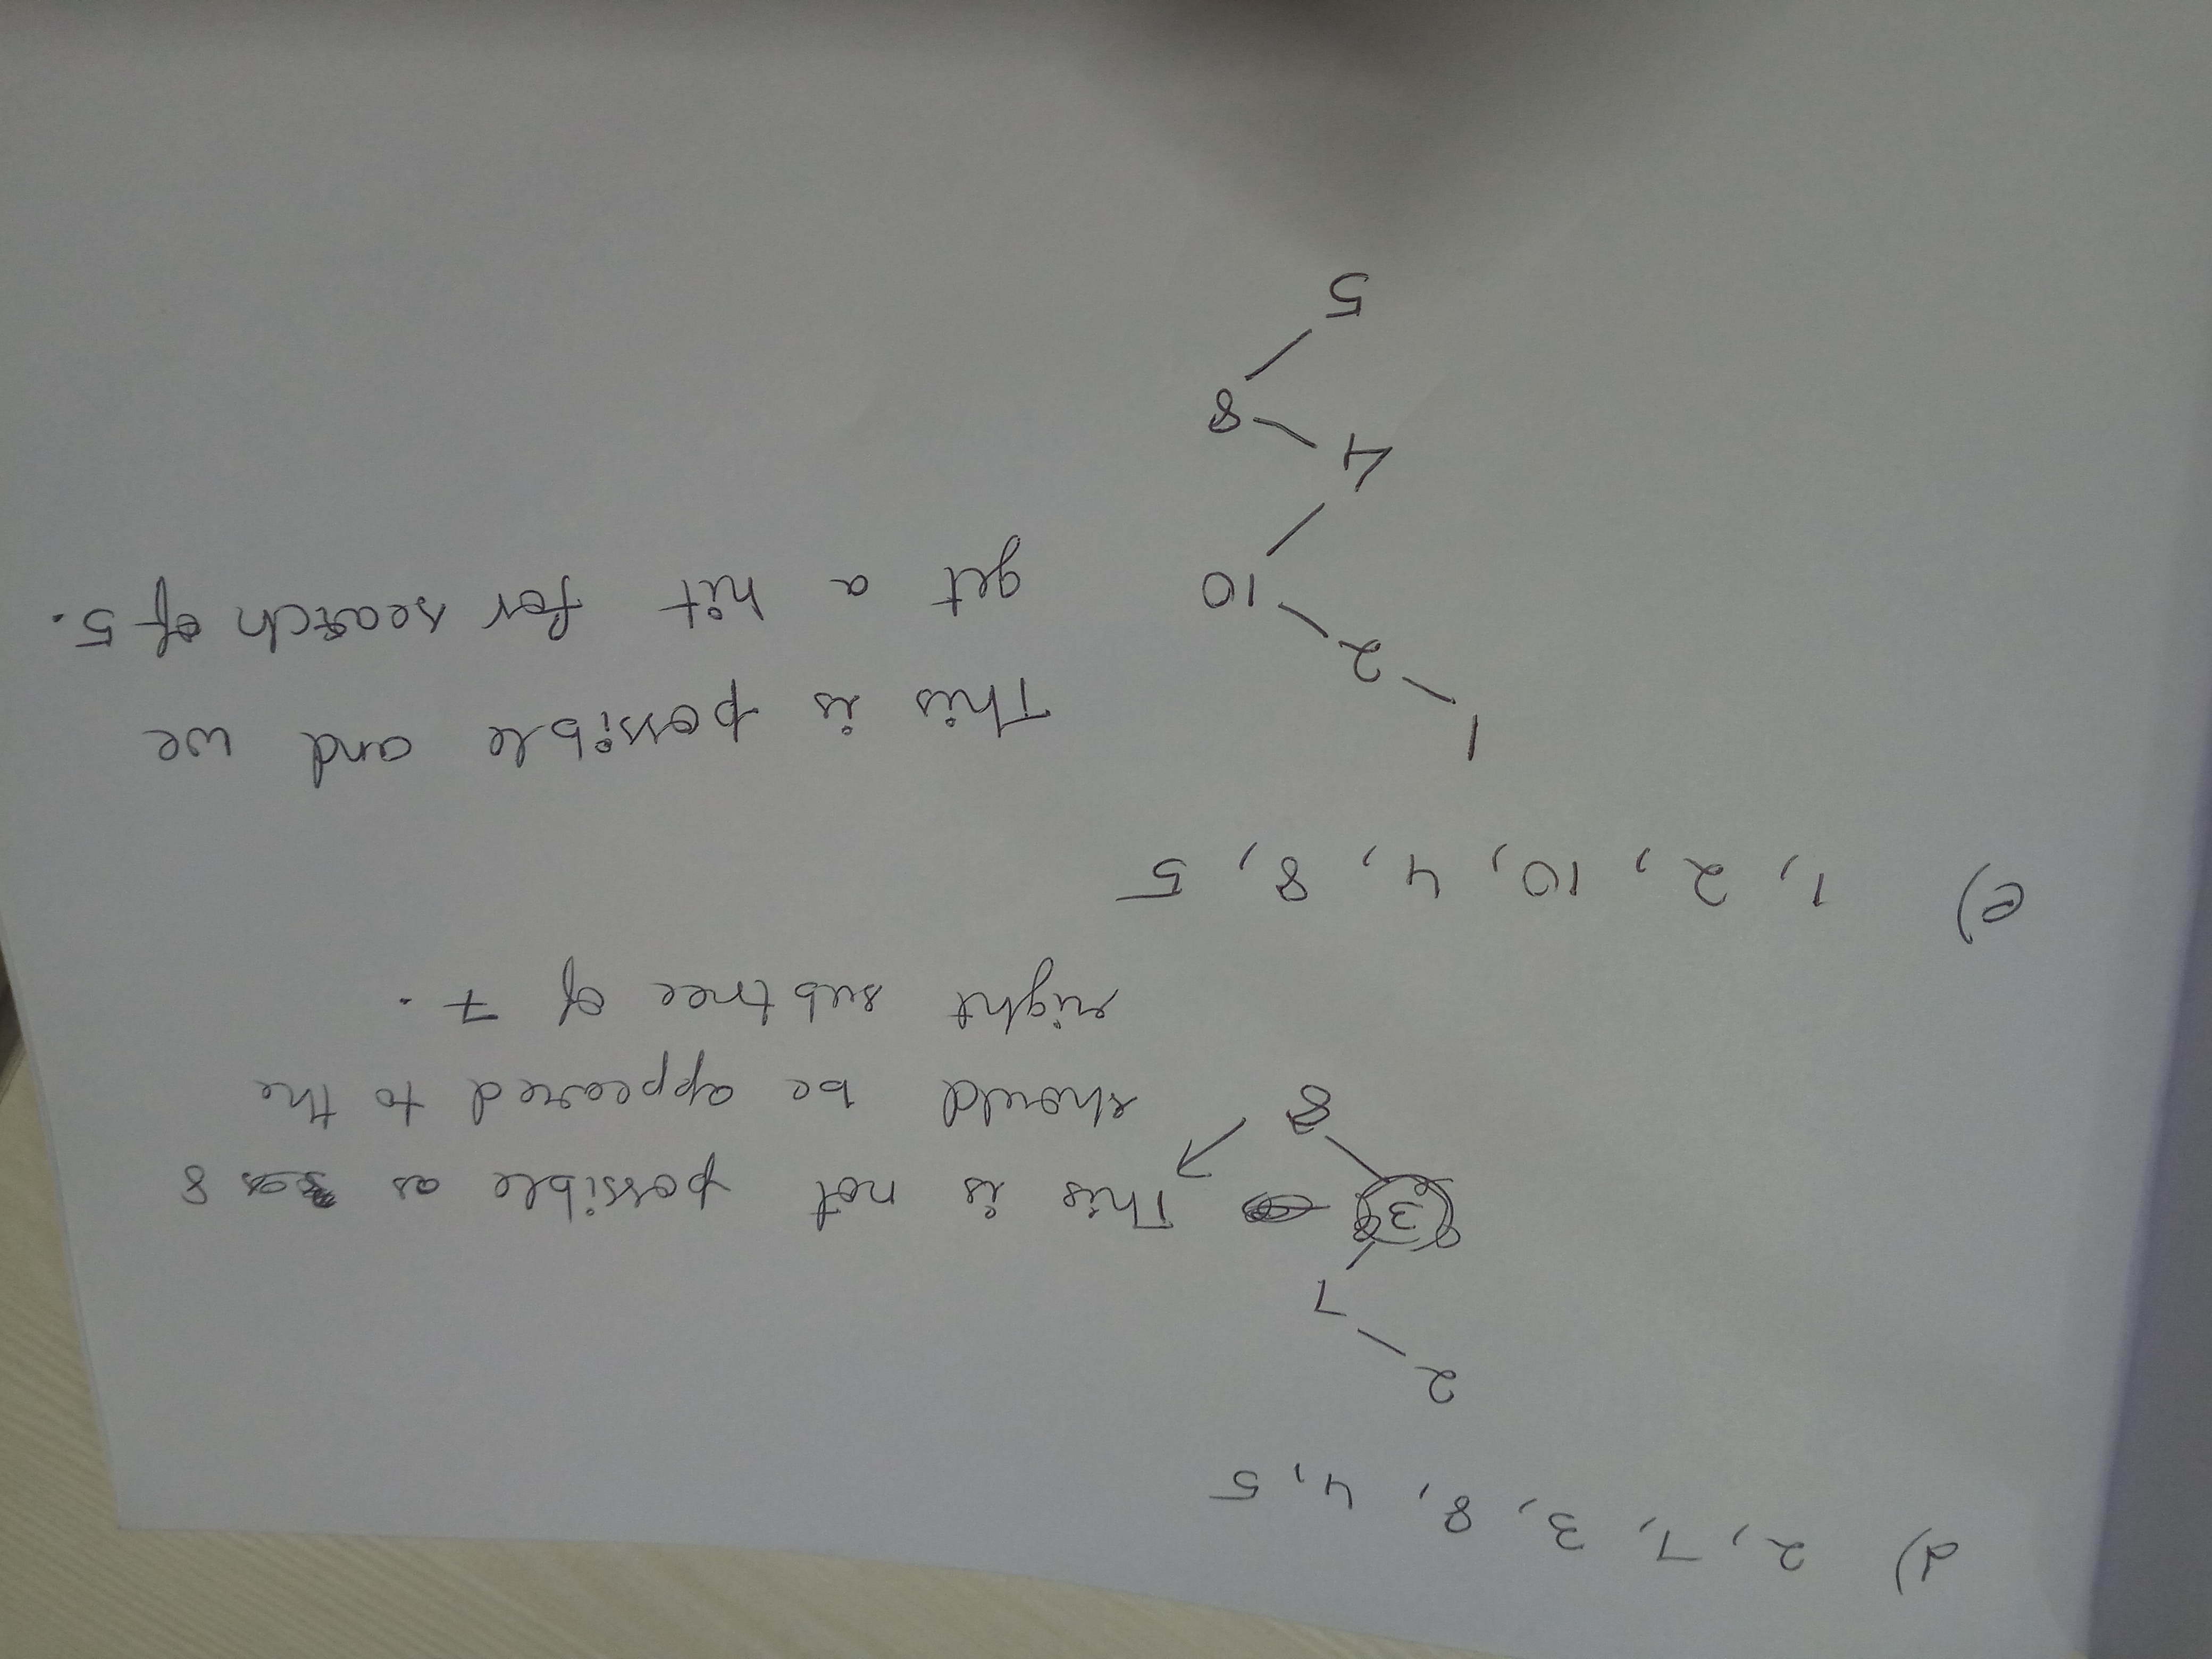 d) 2, 7, 3, 8, 4, 5
2
7
3 This is not possible as 8
8 should be appeared to the
right subtree of 7.
e) 1, 2, 10, 4, 8, 5
1 This is possible and we
2
10 get a hit for search of 5.
4
8
5